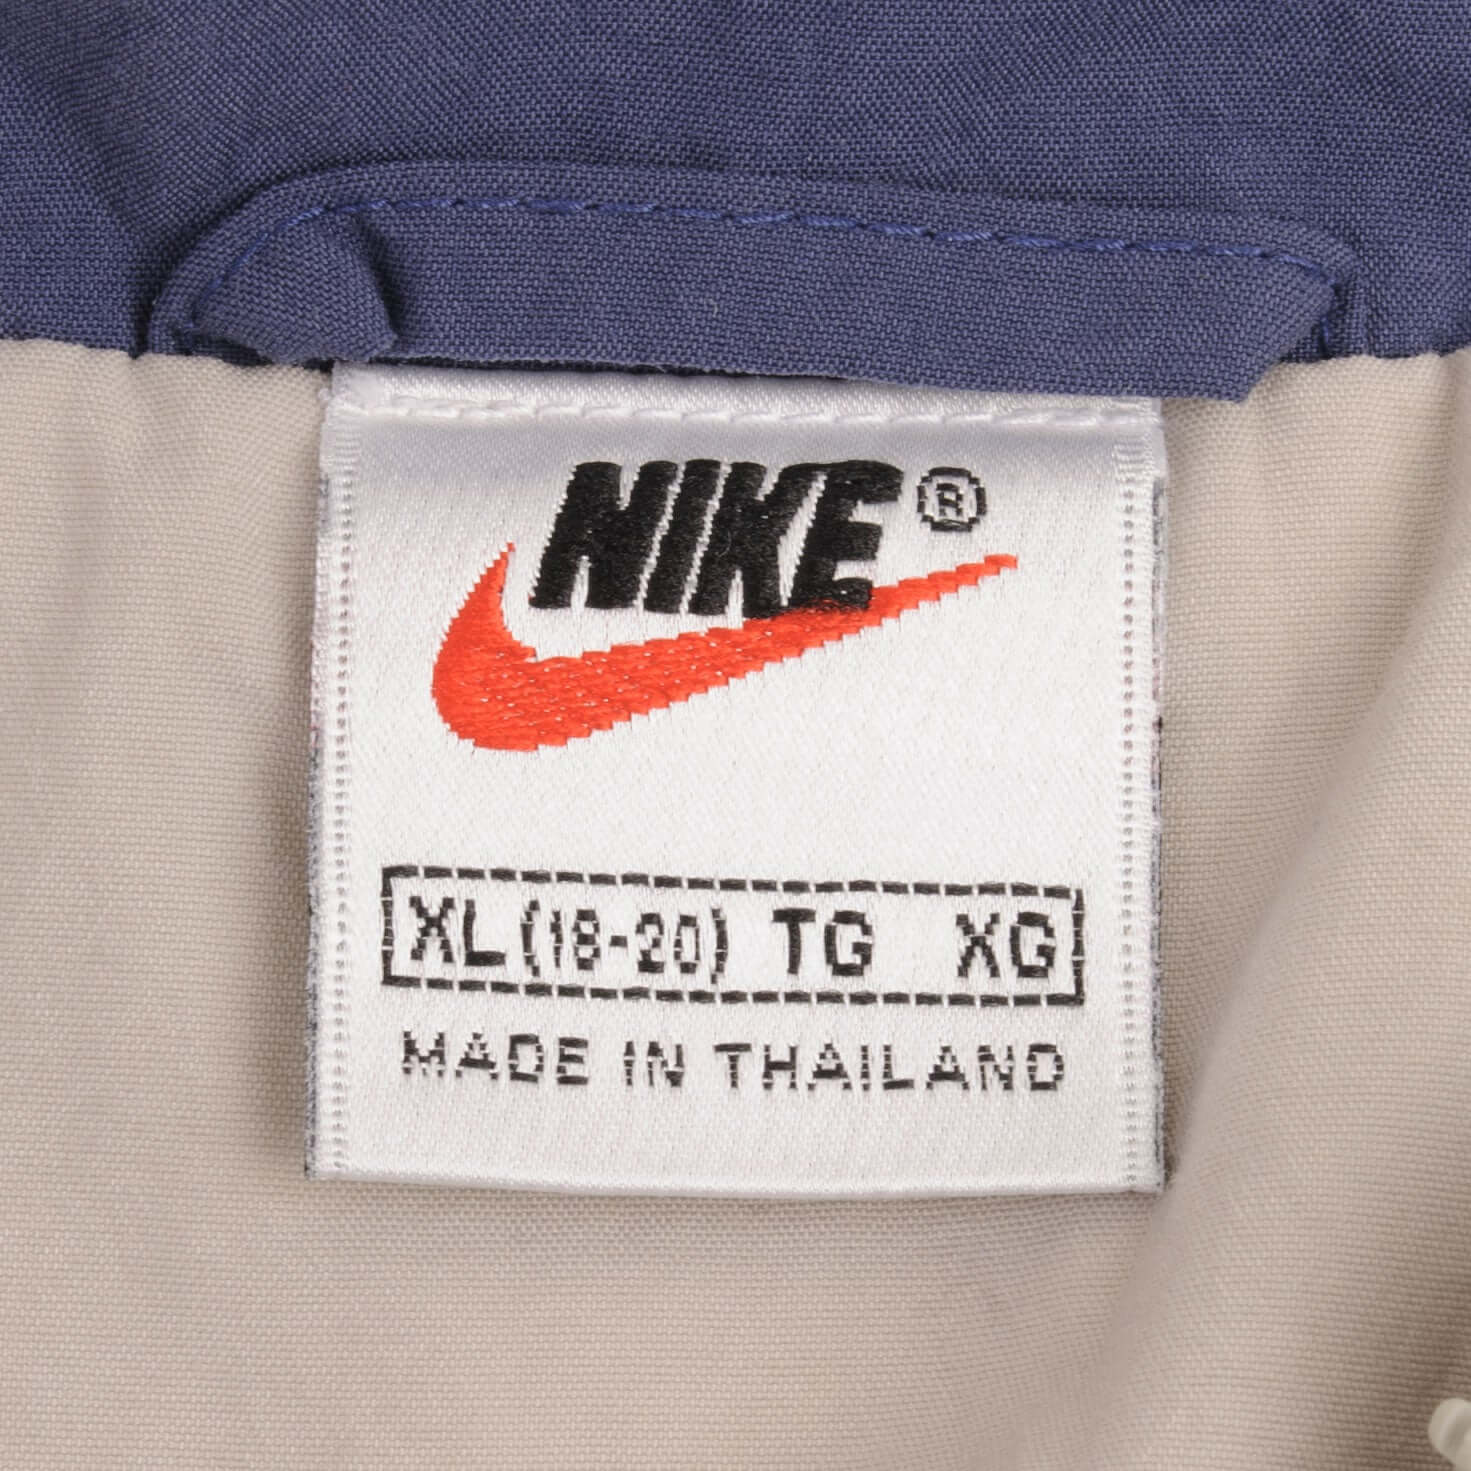 NIKE®
XL(18-20) TG XG
MADE IN THAILAND